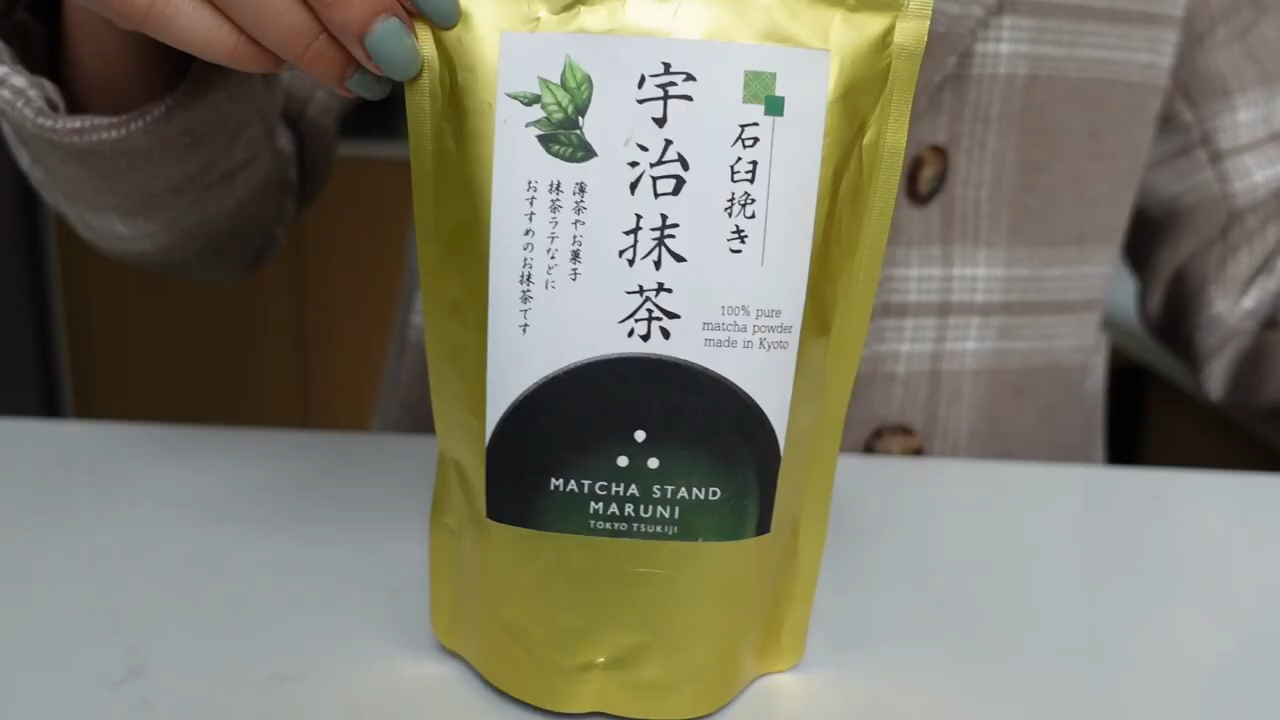 石臼挽き
宇治抹茶
薄茶やお菓子
抹茶ラテなどに
おすすめのお抹茶です
100% pure
matcha powder
made in Kyoto
MATCHA STAND
MARUNI
TOKYO TSUKIJI